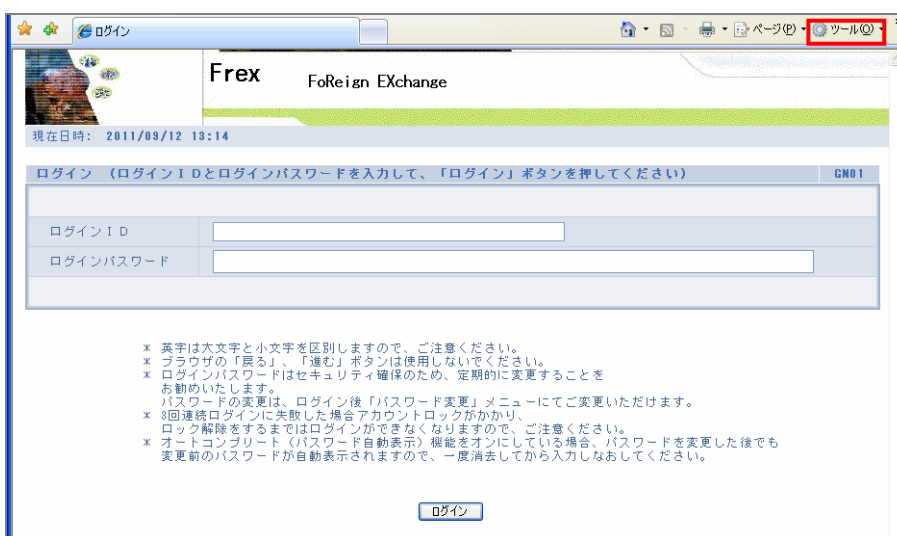 ログイン
ページ(P)
ツール(O)
Frex FoReign EXchange
現在日時: 2011/09/12 13:14
ログイン (ログインIDとログインパスワードを入力して、「ログイン」ボタンを押してください) GN01
ログインID
ログインパスワード
* 英字は大文字と小文字を区別しますので、ご注意ください。
* ブラウザの「戻る」、「進む」ボタンは使用しないでください。
* ログインパスワードはセキュリティ確保のため、定期的に変更することを
お勧めいたします。
パスワードの変更は、ログイン後「パスワード変更」メニューにてご変更いただけます。
* 3回連続ログインに失敗した場合アカウントロックがかかり、
ロック解除をするまではログインができなくなりますので、ご注意ください。
* オートコンプリート(パスワード自動表示)機能をオンにしている場合、パスワードを変更した後でも
変更前のパスワードが自動表示されますので、一度消去してから入力しなおしてください。
ログイン